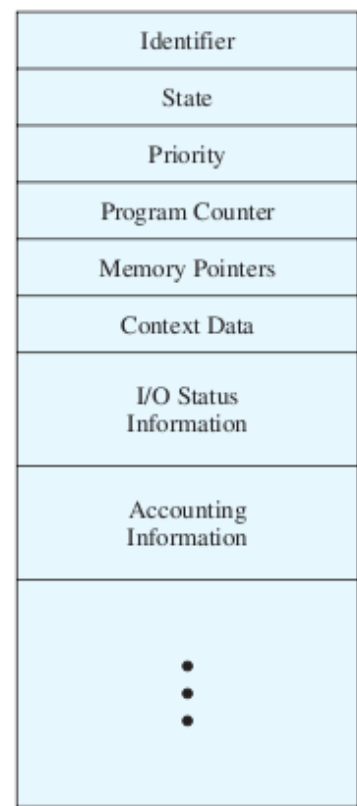 Identifier
State
Priority
Program Counter
Memory Pointers
Context Data
I/O Status
Information
Accounting
Information